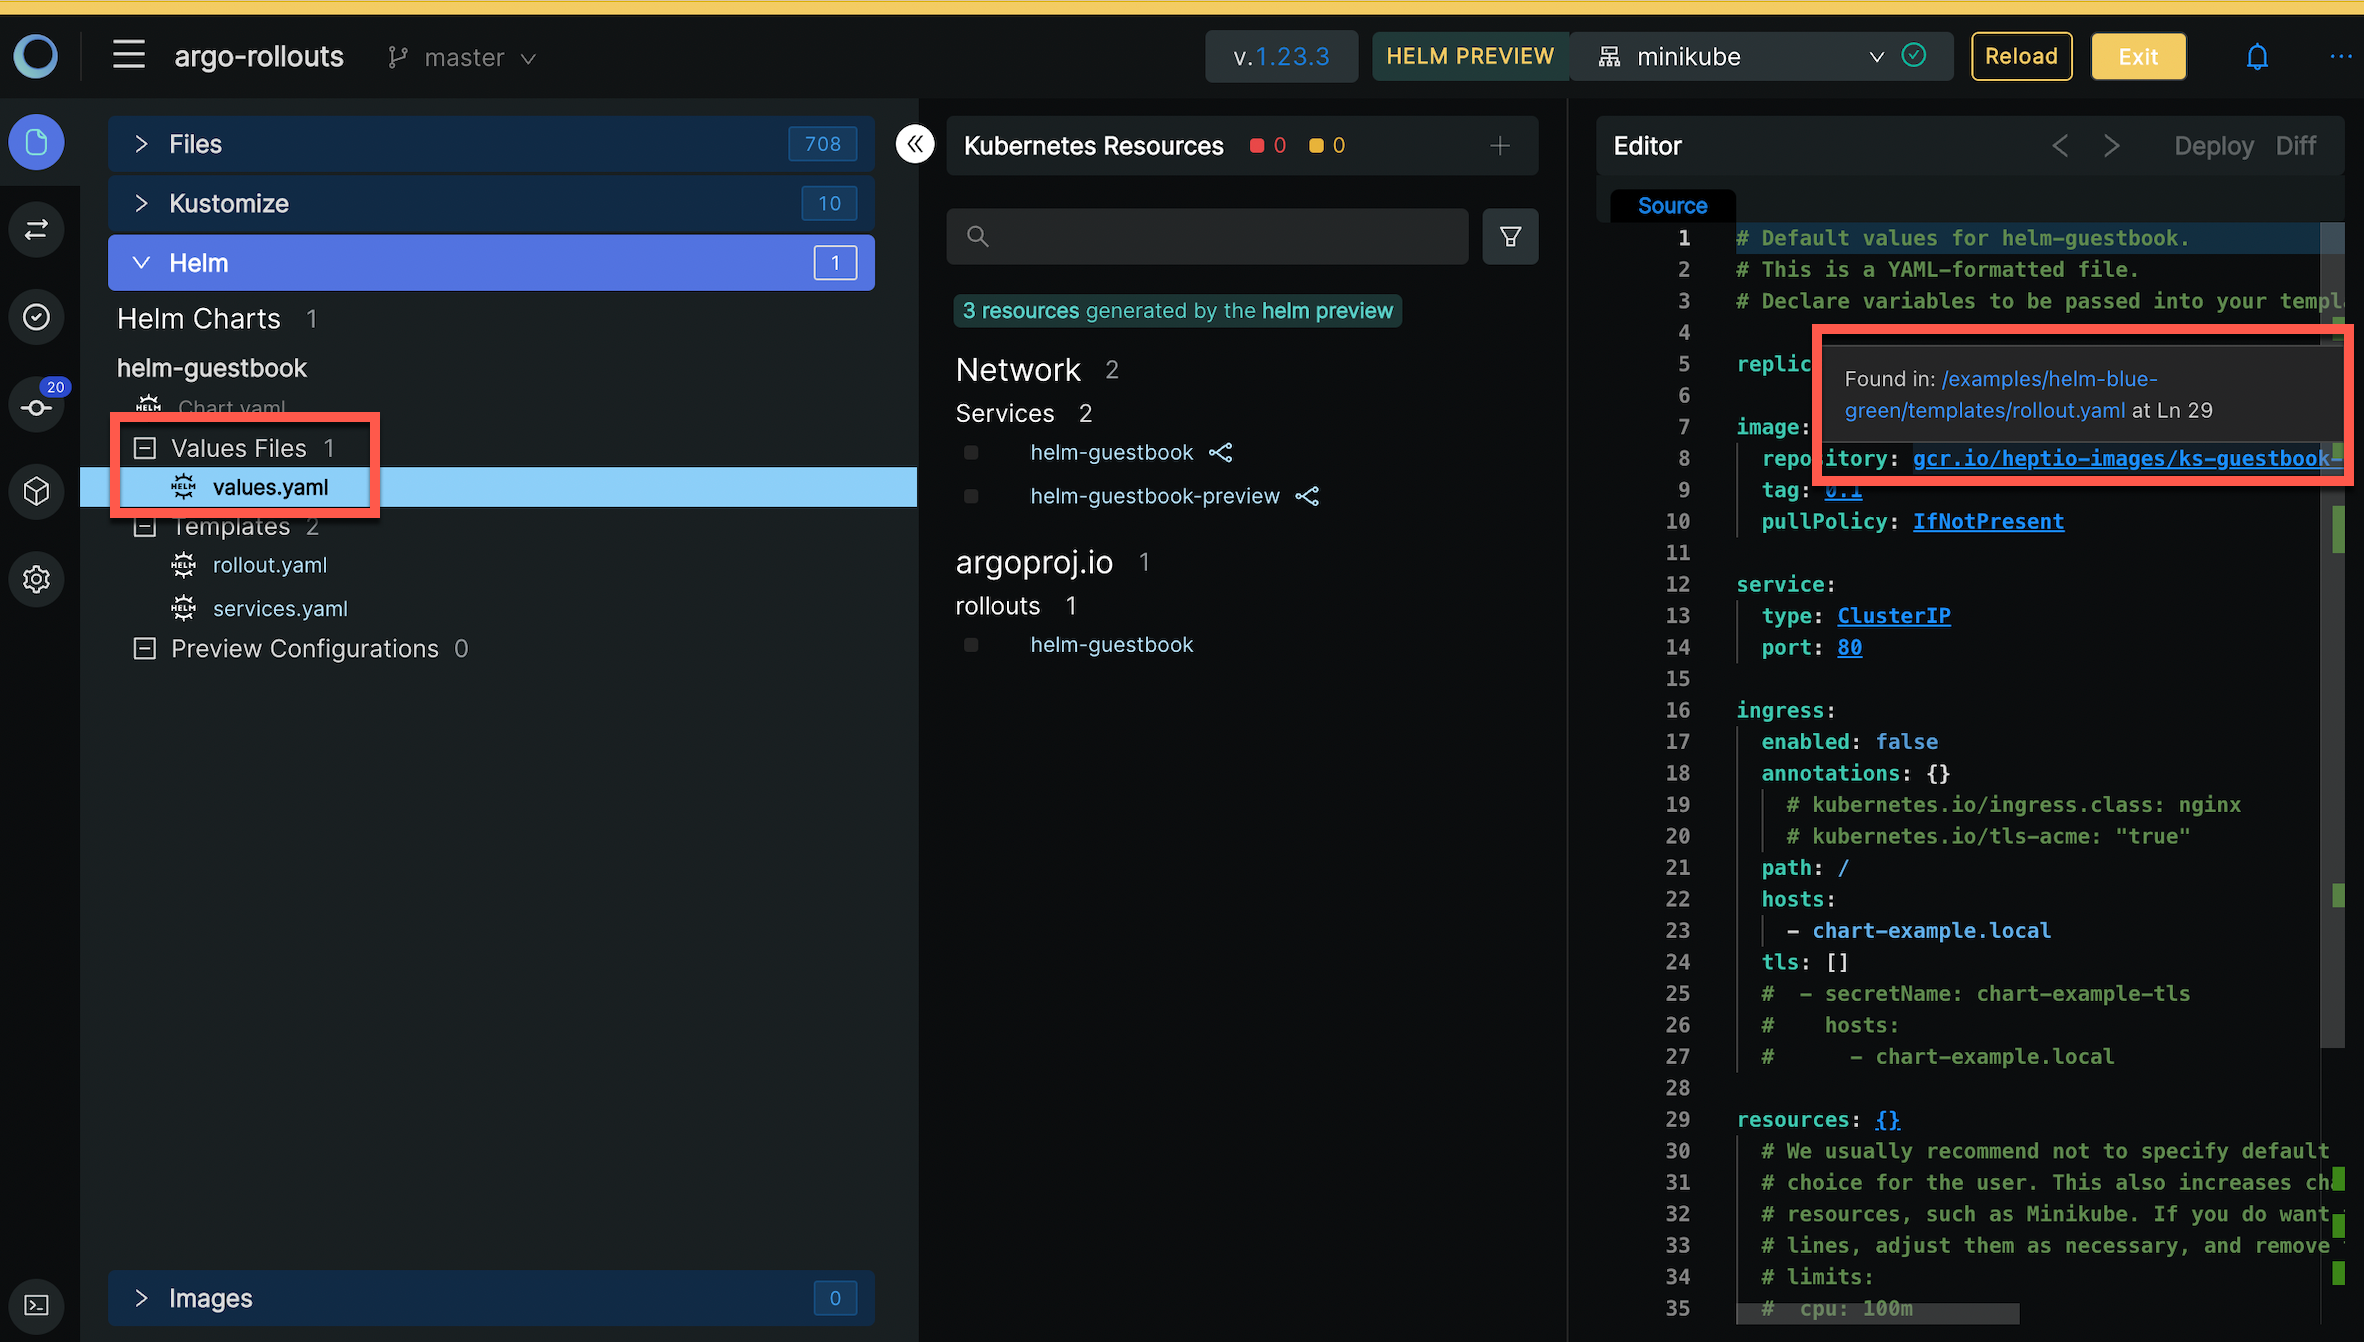 argo-rollouts
master
v.1.23.3
HELM PREVIEW
minikube
Reload
Exit
20
Files
708
Kustomize
10
Helm
1
Helm Charts 1
helm-guestbook
HELM Chart.yaml
Values Files 1
HELM values.yaml
Templates 2
HELM rollout.yaml
HELM services.yaml
Preview Configurations 0
Images
0
Kubernetes Resources
0
0
3 resources generated by the helm preview
Network 2
Services 2
helm-guestbook
helm-guestbook-preview
argoproj.io 1
rollouts 1
helm-guestbook
Editor
Deploy
Diff
Source
1 # Default values for helm-guestbook.
2 # This is a YAML-formatted file.
3 # Declare variables to be passed into your templ
4
5 replic
Found in: /examples/helm-blue-
green/templates/rollout.yaml at Ln 29
6
7 image:
8 repository: gcr.io/heptio-images/ks-guestbook-
9 tag: 0.1
10 pullPolicy: IfNotPresent
11
12 service:
13 type: ClusterIP
14 port: 80
15
16 ingress:
17 enabled: false
18 annotations: {}
19 # kubernetes.io/ingress.class: nginx
20 # kubernetes.io/tls-acme: "true"
21 path: /
22 hosts:
23 - chart-example.local
24 tls: []
25 # - secretName: chart-example-tls
26 # hosts:
27 # - chart-example.local
28
29 resources: {}
30 # We usually recommend not to specify default
31 # choice for the user. This also increases cha
32 # resources, such as Minikube. If you do want
33 # lines, adjust them as necessary, and remove
34 # limits:
35 # cpu: 100m